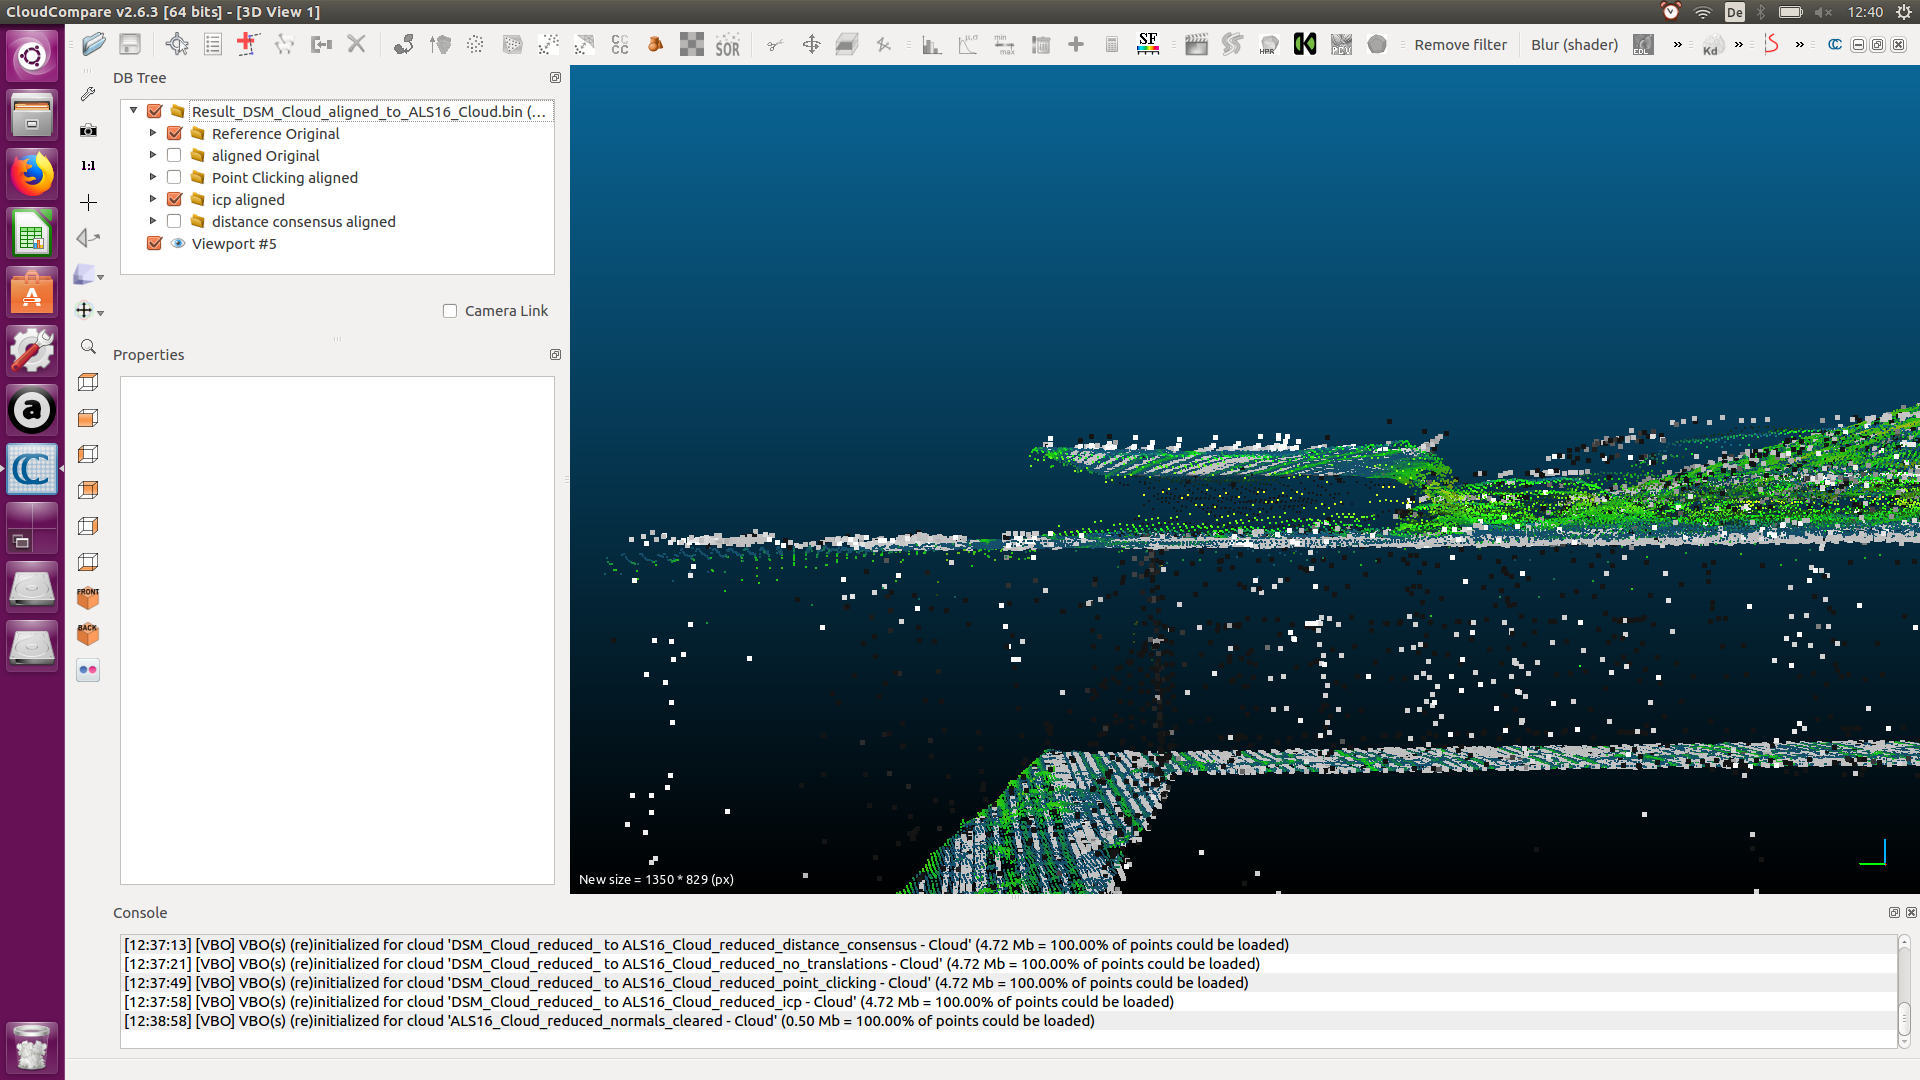 CloudCompare v2.6.3 [64 bits] - [3D View 1]
De
12:40
CCC
SOR
min
max
SF
HPR
PCV
Remove filter
Blur (shader)
EDL
»
Kd
»
»
DB Tree
Result_DSM_Cloud_aligned_to_ALS16_Cloud.bin (...
Reference Original
aligned Original
Point Clicking aligned
icp aligned
distance consensus aligned
Viewport #5
1:1
Camera Link
Properties
FRONT
BACK
New size = 1350 * 829 (px)
Console
[12:37:13] [VBO] VBO(s) (re)initialized for cloud 'DSM_Cloud_reduced_ to ALS16_Cloud_reduced_distance_consensus - Cloud' (4.72 Mb = 100.00% of points could be loaded)
[12:37:21] [VBO] VBO(s) (re)initialized for cloud 'DSM_Cloud_reduced_ to ALS16_Cloud_reduced_no_translations - Cloud' (4.72 Mb = 100.00% of points could be loaded)
[12:37:49] [VBO] VBO(s) (re)initialized for cloud 'DSM_Cloud_reduced_ to ALS16_Cloud_reduced_point_clicking - Cloud' (4.72 Mb = 100.00% of points could be loaded)
[12:37:58] [VBO] VBO(s) (re)initialized for cloud 'DSM_Cloud_reduced_ to ALS16_Cloud_reduced_icp - Cloud' (4.72 Mb = 100.00% of points could be loaded)
[12:38:58] [VBO] VBO(s) (re)initialized for cloud 'ALS16_Cloud_reduced_normals_cleared - Cloud' (0.50 Mb = 100.00% of points could be loaded)